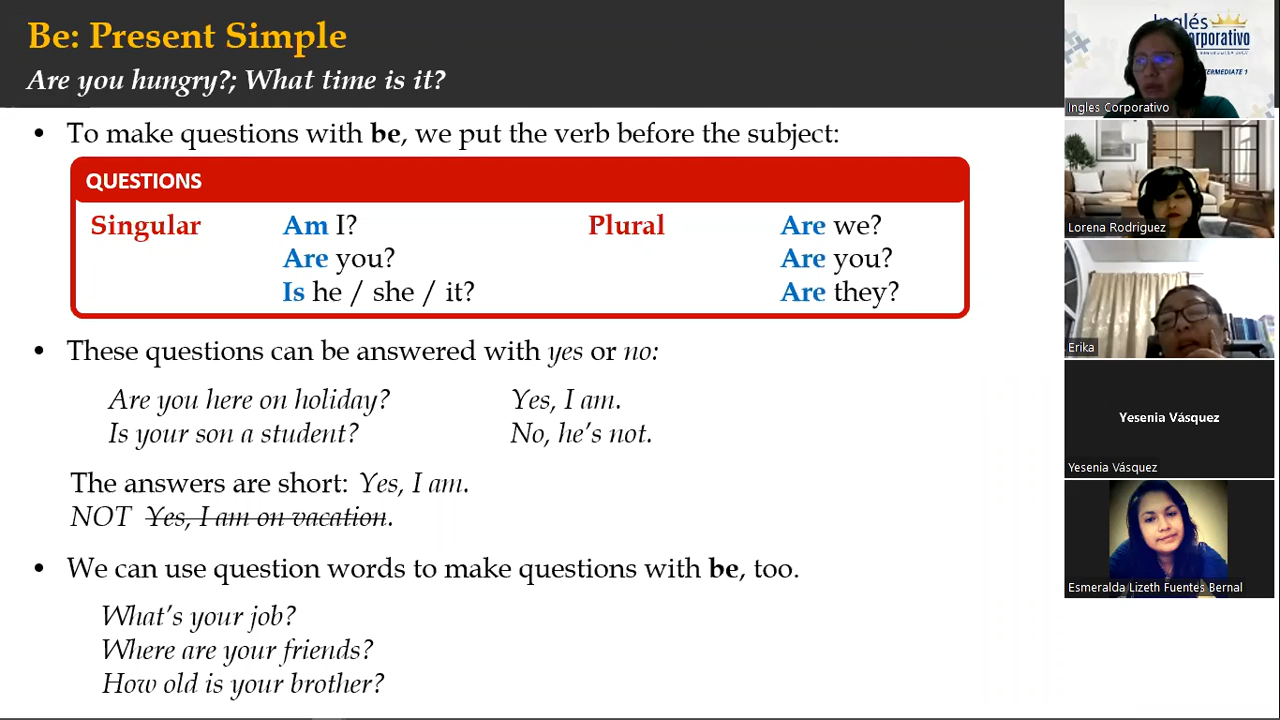 Be: Present Simple
Are you hungry?; What time is it?
• To make questions with be, we put the verb before the subject:
QUESTIONS
Singular Am I? Plural Are we?
Are you? Are you?
Is he / she / it? Are they?
• These questions can be answered with yes or no:
Are you here on holiday? Yes, I am.
Is your son a student? No, he's not.
The answers are short: Yes, I am.
NOT Yes, I am on vacation.
• We can use question words to make questions with be, too.
What's your job?
Where are your friends?
How old is your brother?
Inglés
Corporativo
INTERMEDIATE 1
Ingles Corporativo
Lorena Rodriguez
Erika
Yesenia Vásquez
Yesenia Vásquez
Esmeralda Lizeth Fuentes Bernal